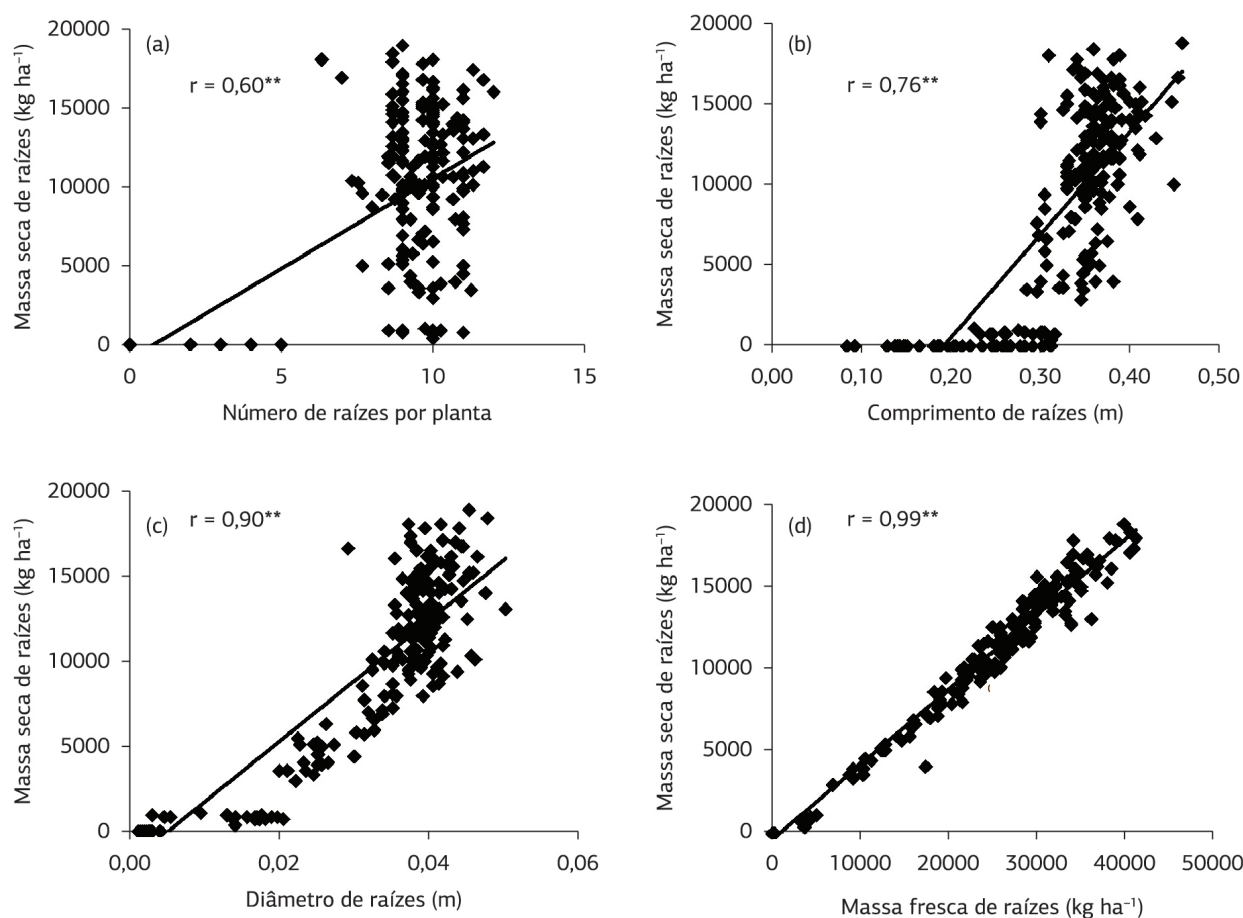 (a)
r = 0,60**
Massa seca de raízes (kg ha⁻¹)
20000
15000
10000
5000
0
0 5 10 15
Número de raízes por planta
(b)
r = 0,76**
Massa seca de raízes (kg ha⁻¹)
20000
15000
10000
5000
0
0,00 0,10 0,20 0,30 0,40 0,50
Comprimento de raízes (m)
(c)
r = 0,90**
Massa seca de raízes (kg ha⁻¹)
20000
15000
10000
5000
0
0,00 0,02 0,04 0,06
Diâmetro de raízes (m)
(d)
r = 0,99**
Massa seca de raízes (kg ha⁻¹)
20000
15000
10000
5000
0
0 10000 20000 30000 40000 50000
Massa fresca de raízes (kg ha⁻¹)